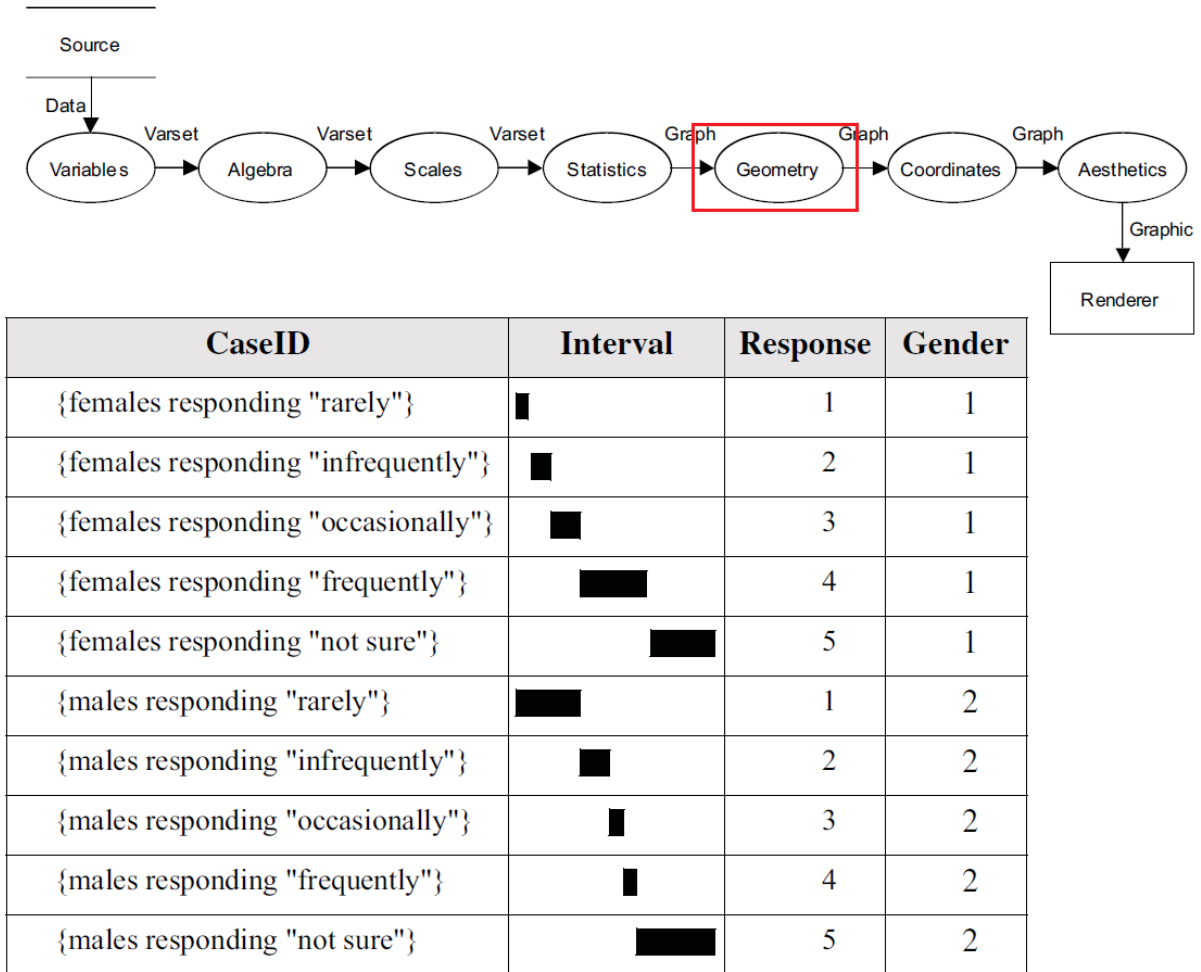 Source
Data
Varset Varset Varset Graph Graph Graph
Variables Algebra Scales Statistics Geometry Coordinates Aesthetics
Graphic
Renderer
CaseID Interval Response Gender
{females responding "rarely"} 1 1
{females responding "infrequently"} 2 1
{females responding "occasionally"} 3 1
{females responding "frequently"} 4 1
{females responding "not sure"} 5 1
{males responding "rarely"} 1 2
{males responding "infrequently"} 2 2
{males responding "occasionally"} 3 2
{males responding "frequently"} 4 2
{males responding "not sure"} 5 2